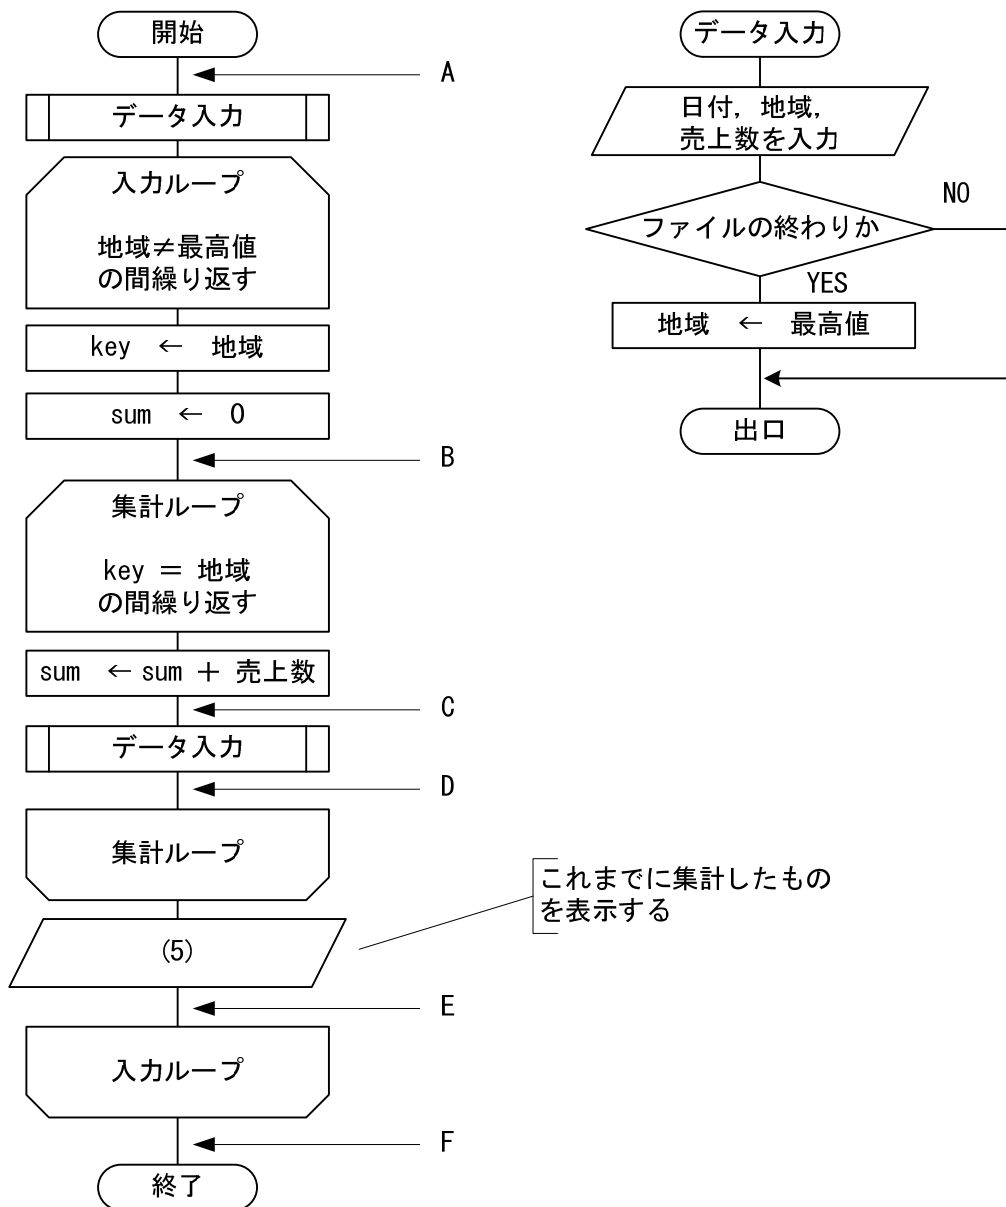 開始
A
データ入力
入力ループ
地域≠最高値
の間繰り返す
key ← 地域
sum ← 0
B
集計ループ
key = 地域
の間繰り返す
sum ← sum + 売上数
C
データ入力
D
集計ループ
(5)
これまでに集計したもの
を表示する
E
入力ループ
F
終了
データ入力
日付，地域，
売上数を入力
ファイルの終わりか
NO
YES
地域 ← 最高値
出口